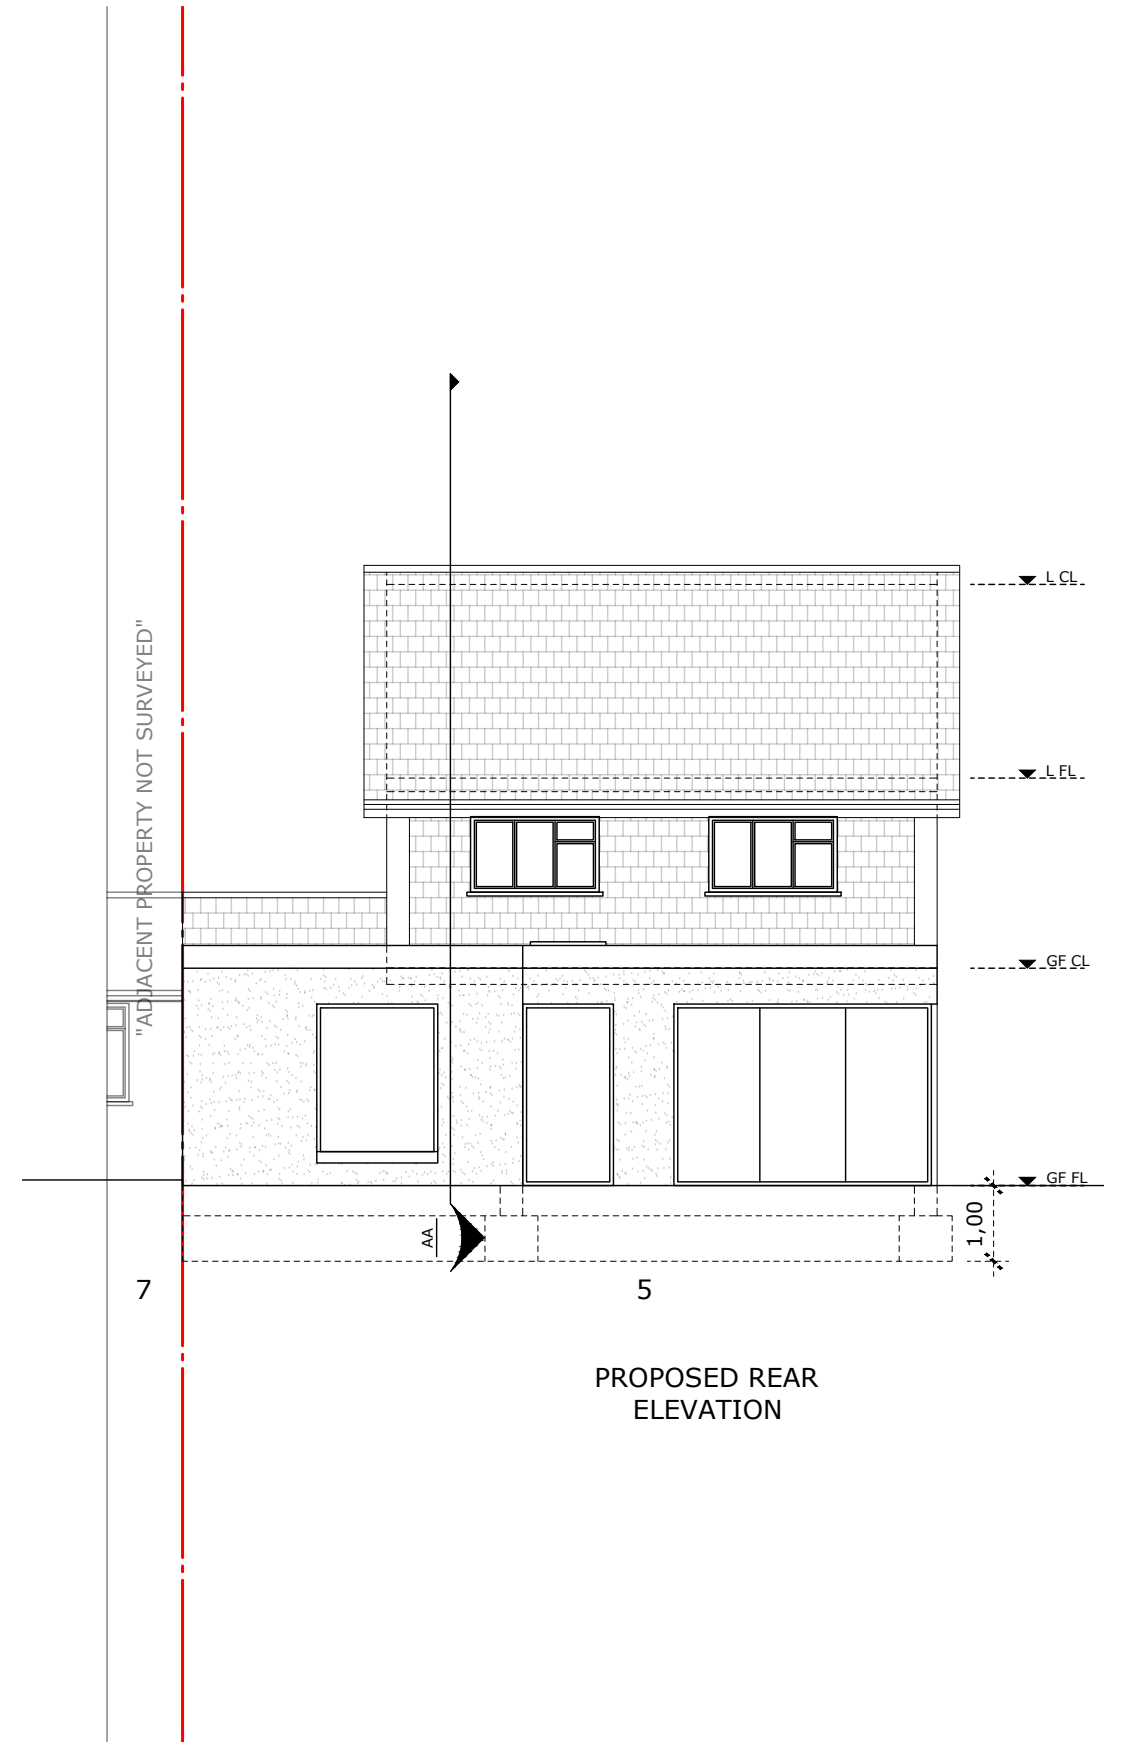 L CL
"ADJACENT PROPERTY NOT SURVEYED"
L FL
GF CL
GF FL
1,00
AA
7
5
PROPOSED REAR
ELEVATION